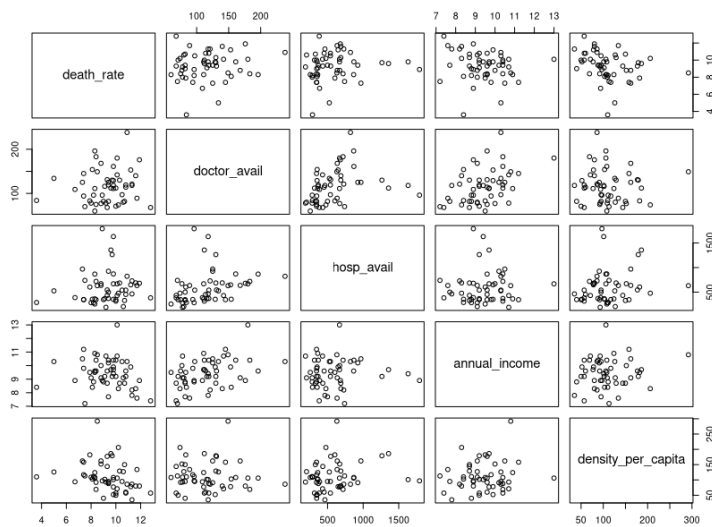 100 150 200
7 8 9 10 11 12 13
death_rate
4 6 8 10 12
100 200
doctor_avail
hosp_avail
500 1500
7 9 11 13
annual_income
density_per_capita
50 150 250
4 6 8 10 12
500 1000 1500
50 100 150 200 300